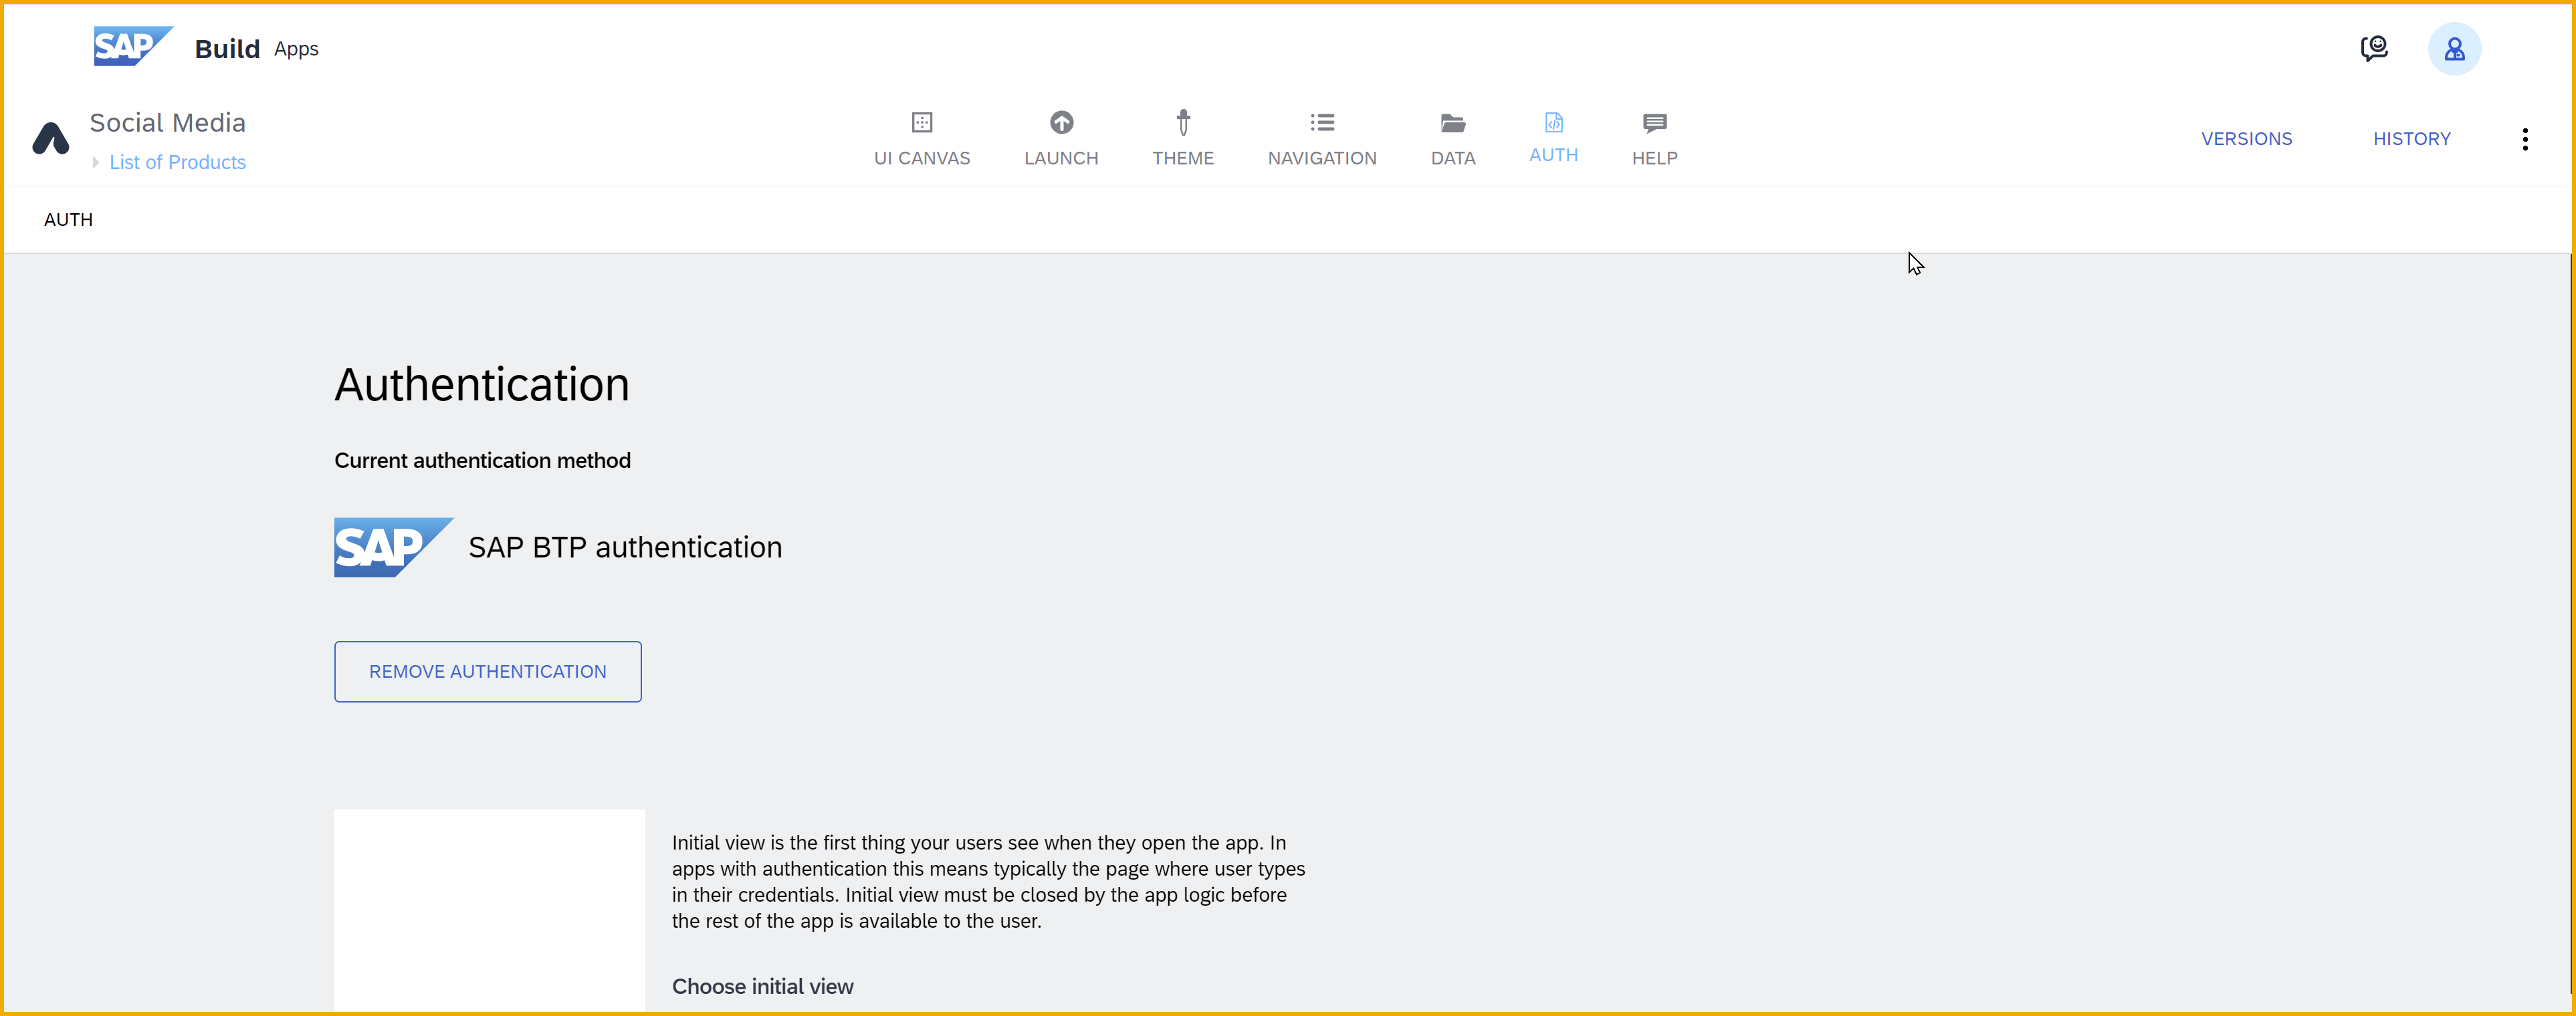 SAP Build Apps
Social Media
List of Products
UI CANVAS
LAUNCH
THEME
NAVIGATION
DATA
AUTH
HELP
VERSIONS
HISTORY
AUTH
Authentication
Current authentication method
SAP SAP BTP authentication
REMOVE AUTHENTICATION
Initial view is the first thing your users see when they open the app. In
apps with authentication this means typically the page where user types
in their credentials. Initial view must be closed by the app logic before
the rest of the app is available to the user.
Choose initial view